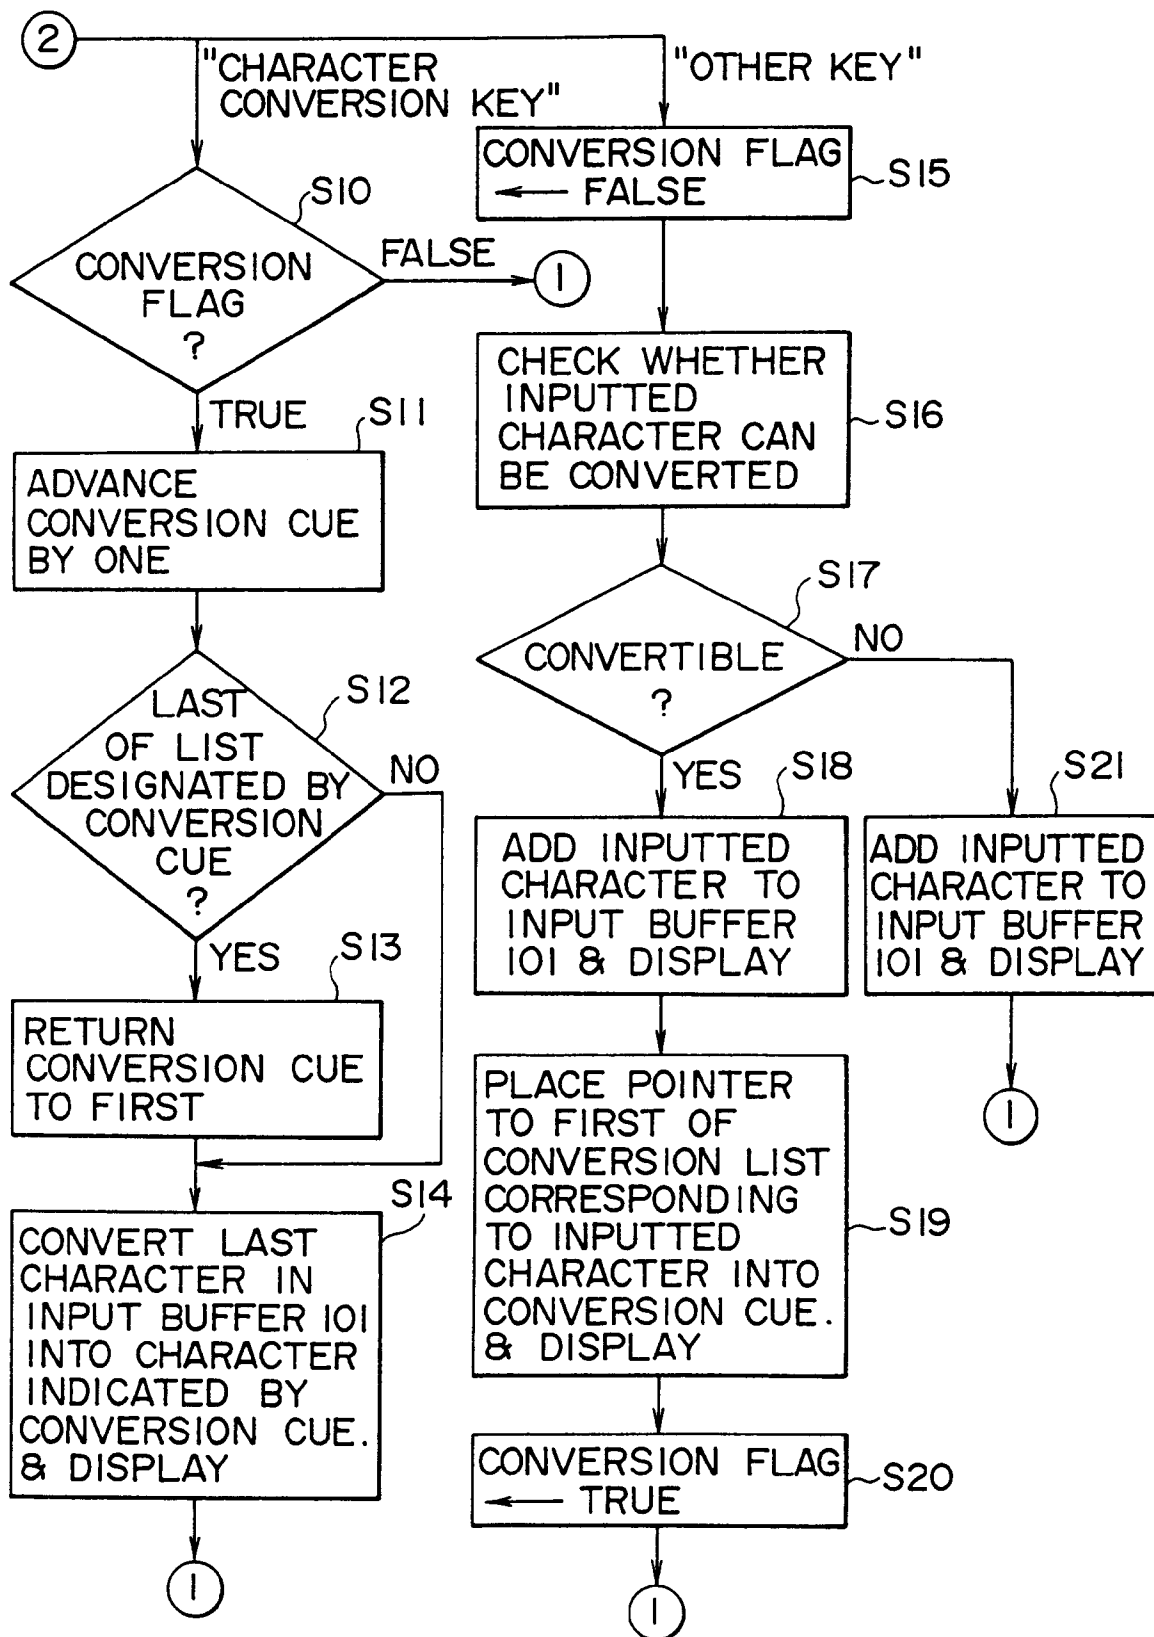 2
"CHARACTER
CONVERSION KEY"
"OTHER KEY"
S10
CONVERSION
FLAG
?
FALSE
1
TRUE
S11
ADVANCE
CONVERSION CUE
BY ONE
S12
LAST
OF LIST
DESIGNATED BY
CONVERSION
CUE
?
NO
YES
S13
RETURN
CONVERSION CUE
TO FIRST
S14
CONVERT LAST
CHARACTER IN
INPUT BUFFER 101
INTO CHARACTER
INDICATED BY
CONVERSION CUE.
& DISPLAY
1
CONVERSION FLAG
← FALSE
S15
CHECK WHETHER
INPUTTED
CHARACTER CAN
BE CONVERTED
S16
S17
CONVERTIBLE
?
NO
YES
S18
ADD INPUTTED
CHARACTER TO
INPUT BUFFER
101 & DISPLAY
PLACE POINTER
TO FIRST OF
CONVERSION LIST
CORRESPONDING
TO INPUTTED
CHARACTER INTO
CONVERSION CUE.
& DISPLAY
S19
CONVERSION FLAG
← TRUE
S20
1
S21
ADD INPUTTED
CHARACTER TO
INPUT BUFFER
101 & DISPLAY
1